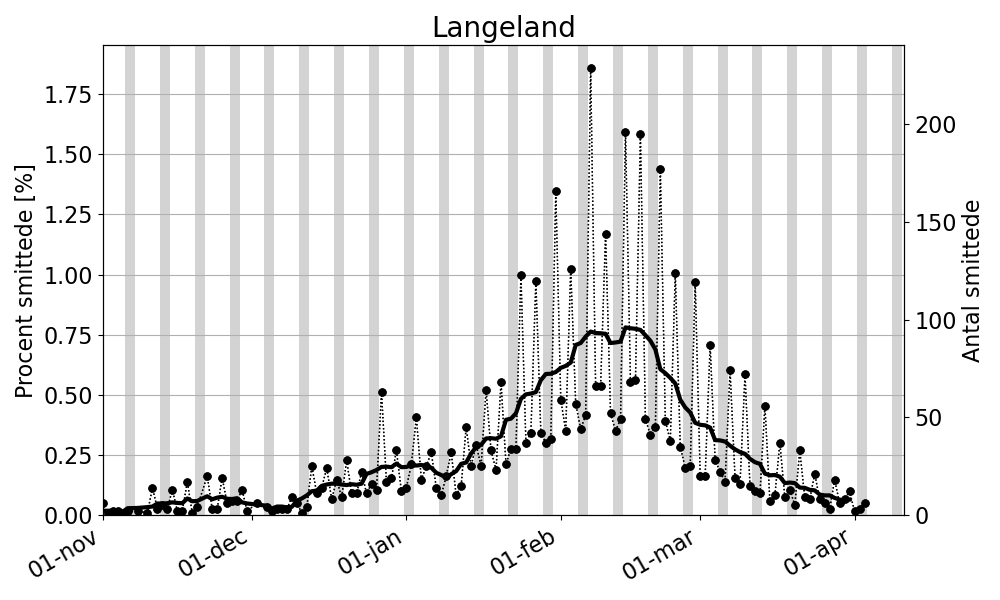 Langeland
Procent smittede [%]
1.75
1.50
1.25
1.00
0.75
0.50
0.25
0.00
200
150
100
50
0
Antal smittede
01-nov
01-dec
01-jan
01-feb
01-mar
01-apr